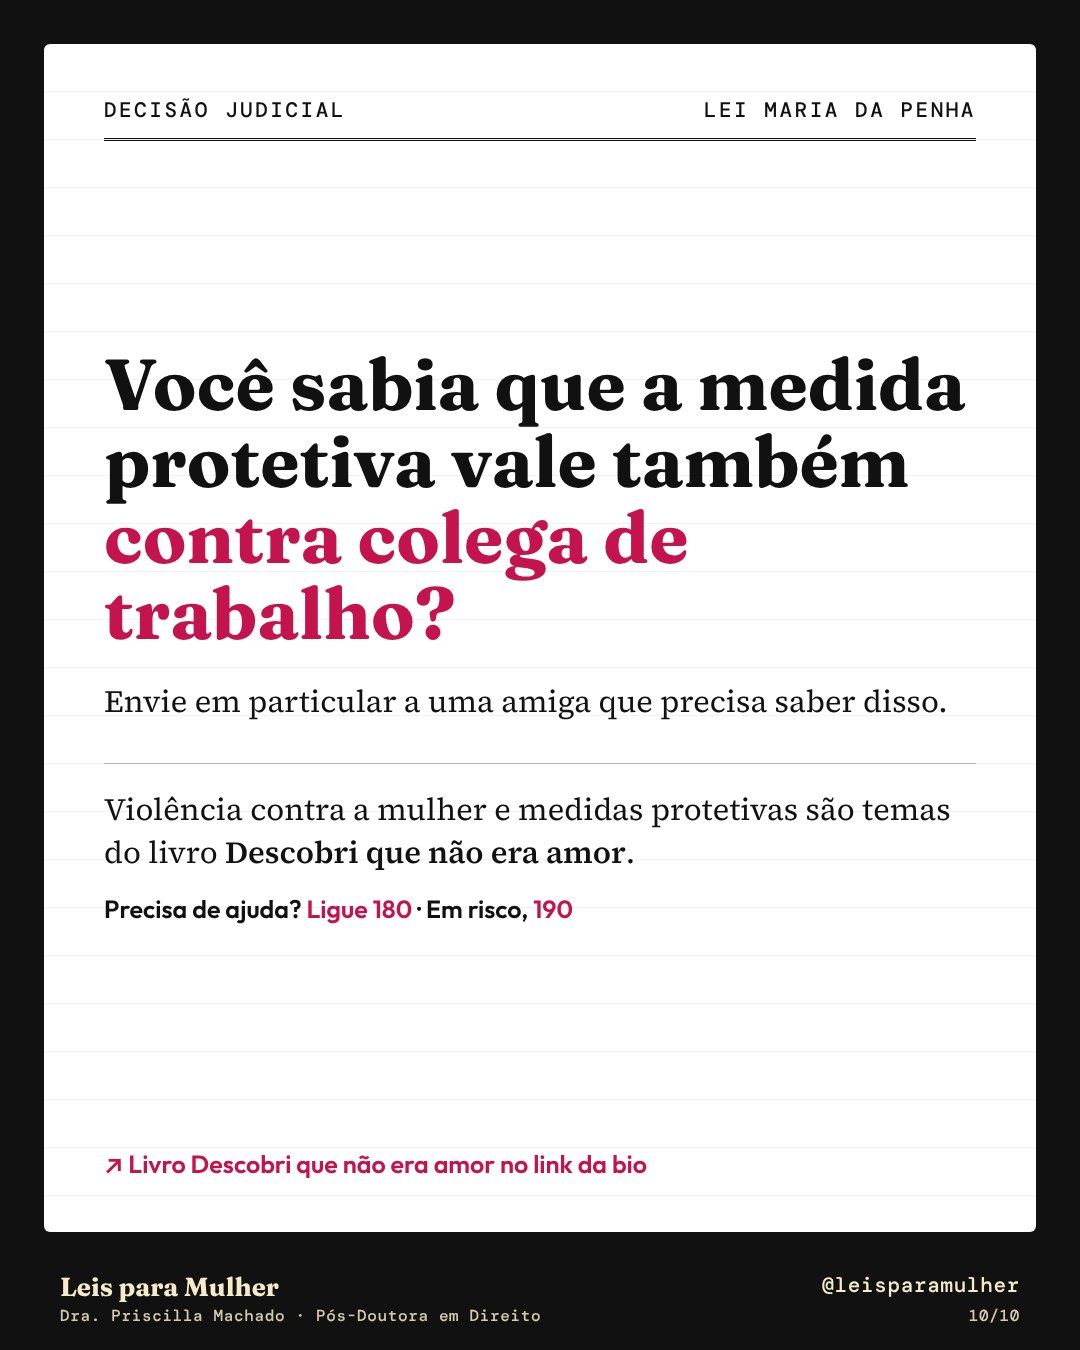 DECISÃO JUDICIAL
LEI MARIA DA PENHA
Você sabia que a medida
protetiva vale também
contra colega de
trabalho?
Envie em particular a uma amiga que precisa saber disso.
Violência contra a mulher e medidas protetivas são temas
do livro Descobri que não era amor.
Precisa de ajuda? Ligue 180 · Em risco, 190
↗ Livro Descobri que não era amor no link da bio
Leis para Mulher
@leisparamulher
Dra. Priscilla Machado · Pós-Doutora em Direito
10/10